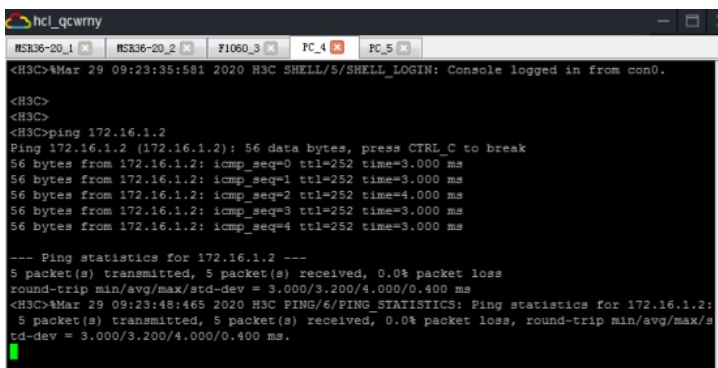 hcl_qcwrny
MSR36-20_1 MSR36-20_2 F1060_3 PC_4 PC_5
<H3C>%Mar 29 09:23:35:581 2020 H3C SHELL/5/SHELL_LOGIN: Console logged in from con0.
<H3C>
<H3C>
<H3C>ping 172.16.1.2
Ping 172.16.1.2 (172.16.1.2): 56 data bytes, press CTRL_C to break
56 bytes from 172.16.1.2: icmp_seq=0 ttl=252 time=3.000 ms
56 bytes from 172.16.1.2: icmp_seq=1 ttl=252 time=3.000 ms
56 bytes from 172.16.1.2: icmp_seq=2 ttl=252 time=4.000 ms
56 bytes from 172.16.1.2: icmp_seq=3 ttl=252 time=3.000 ms
56 bytes from 172.16.1.2: icmp_seq=4 ttl=252 time=3.000 ms
--- Ping statistics for 172.16.1.2 ---
5 packet(s) transmitted, 5 packet(s) received, 0.0% packet loss
round-trip min/avg/max/std-dev = 3.000/3.200/4.000/0.400 ms
<H3C>%Mar 29 09:23:48:465 2020 H3C PING/6/PING_STATISTICS: Ping statistics for 172.16.1.2:
5 packet(s) transmitted, 5 packet(s) received, 0.0% packet loss, round-trip min/avg/max/s
td-dev = 3.000/3.200/4.000/0.400 ms.